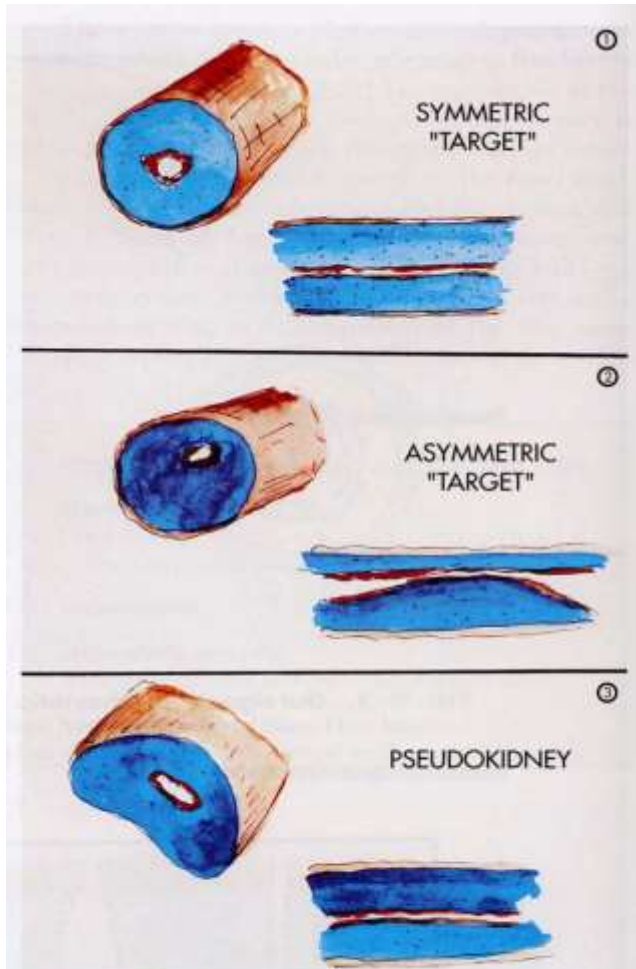 ①
SYMMETRIC
"TARGET"
②
ASYMMETRIC
"TARGET"
③
PSEUDOKIDNEY